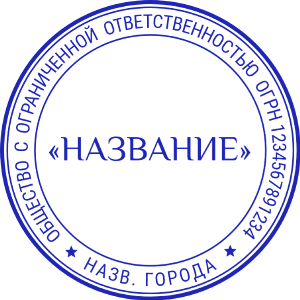 ОБЩЕСТВО С ОГРАНИЧЕННОЙ ОТВЕТСТВЕННОСТЬЮ ОГРН 1234567891234
«НАЗВАНИЕ»
★ НАЗВ. ГОРОДА ★